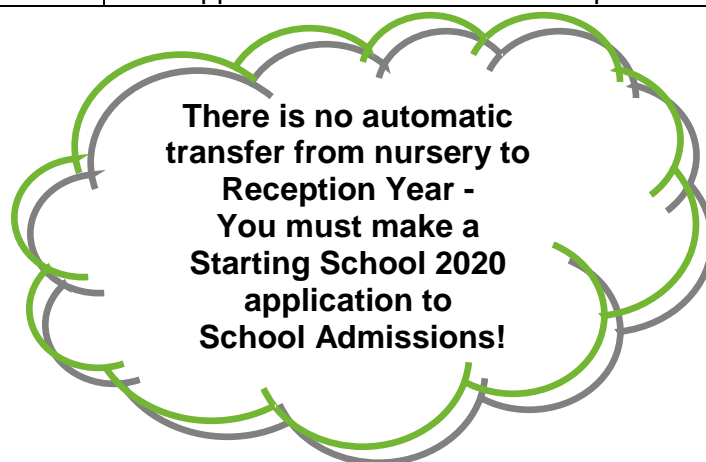 There is no automatic
transfer from nursery to
Reception Year -
You must make a
Starting School 2020
application to
School Admissions!